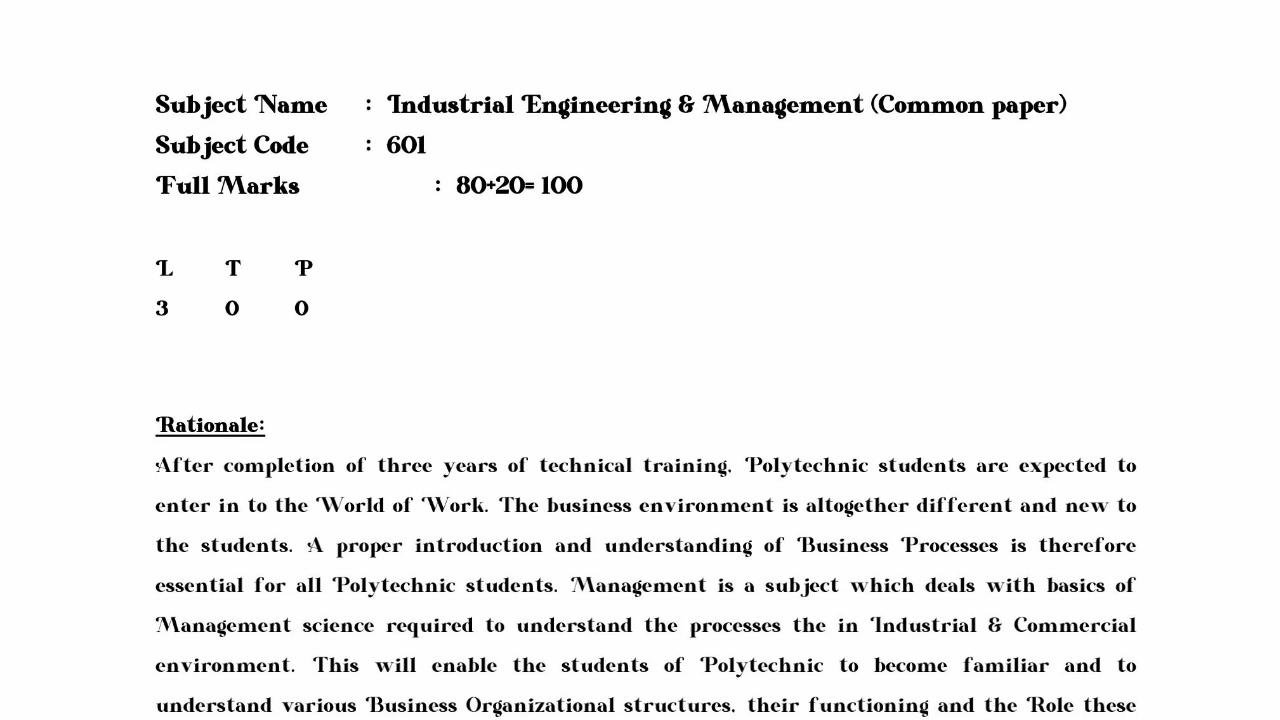 Subject Name : Industrial Engineering & Management (Common paper)
Subject Code : 601
Full Marks : 80+20= 100
L T P
3 0 0
Rationale:
After completion of three years of technical training, Polytechnic students are expected to
enter in to the World of Work. The business environment is altogether different and new to
the students. A proper introduction and understanding of Business Processes is therefore
essential for all Polytechnic students. Management is a subject which deals with basics of
Management science required to understand the processes the in Industrial & Commercial
environment. This will enable the students of Polytechnic to become familiar and to
understand various Business Organizational structures, their functioning and the Role these